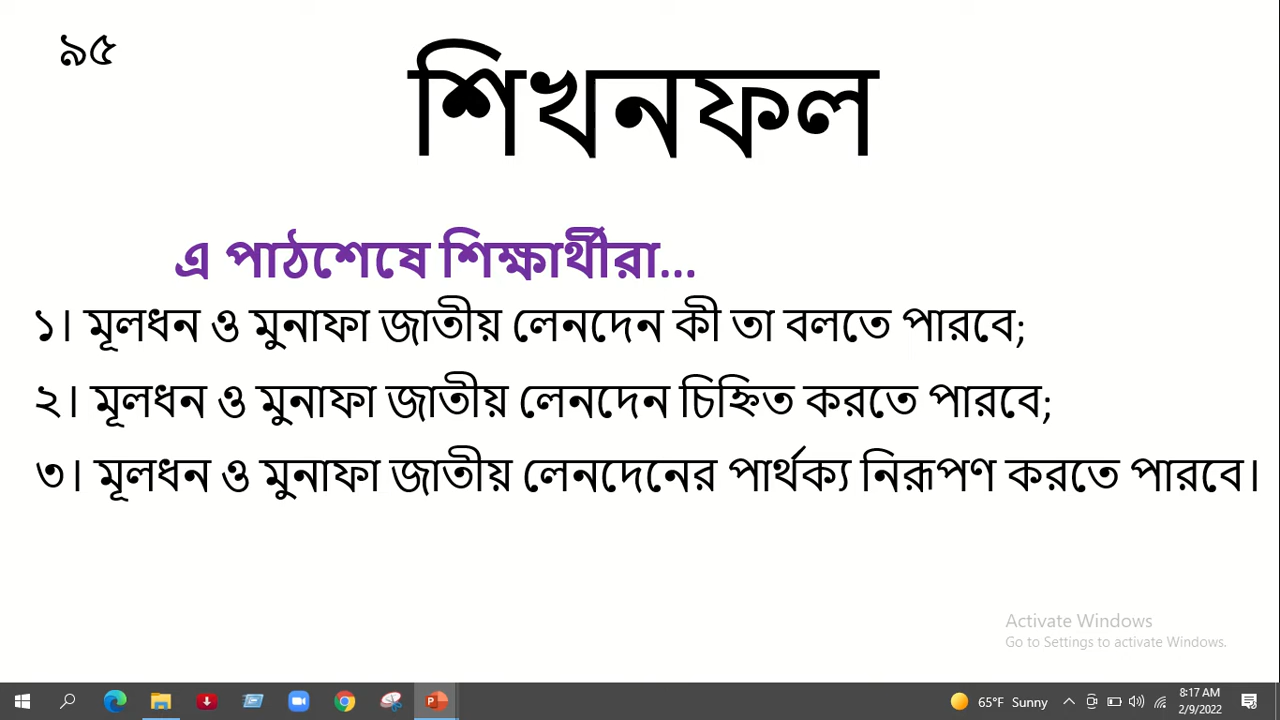 ৯৫
শিখনফল
এ পাঠশেষে শিক্ষার্থীরা...
১। মূলধন ও মুনাফা জাতীয় লেনদেন কী তা বলতে পারবে;
২। মূলধন ও মুনাফা জাতীয় লেনদেন চিহ্নিত করতে পারবে;
৩। মূলধন ও মুনাফা জাতীয় লেনদেনের পার্থক্য নিরূপণ করতে পারবে।
Activate Windows
Go to Settings to activate Windows.
65°F Sunny
8:17 AM
2/9/2022